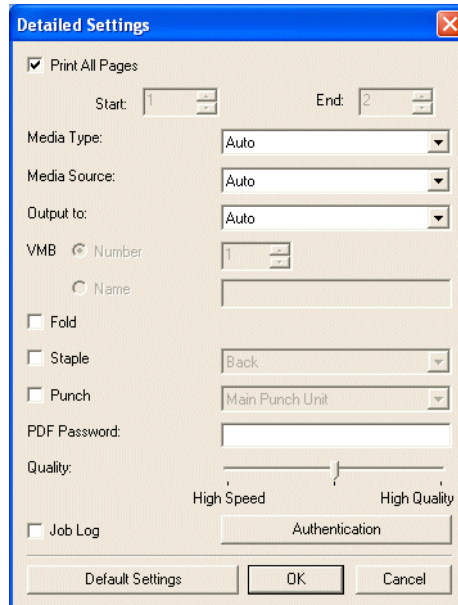 Detailed Settings
Print All Pages
Start: 1 End: 2
Media Type: Auto
Media Source: Auto
Output to: Auto
VMB Number 1
Name
Fold
Staple Back
Punch Main Punch Unit
PDF Password:
Quality:
High Speed High Quality
Job Log Authentication
Default Settings OK Cancel